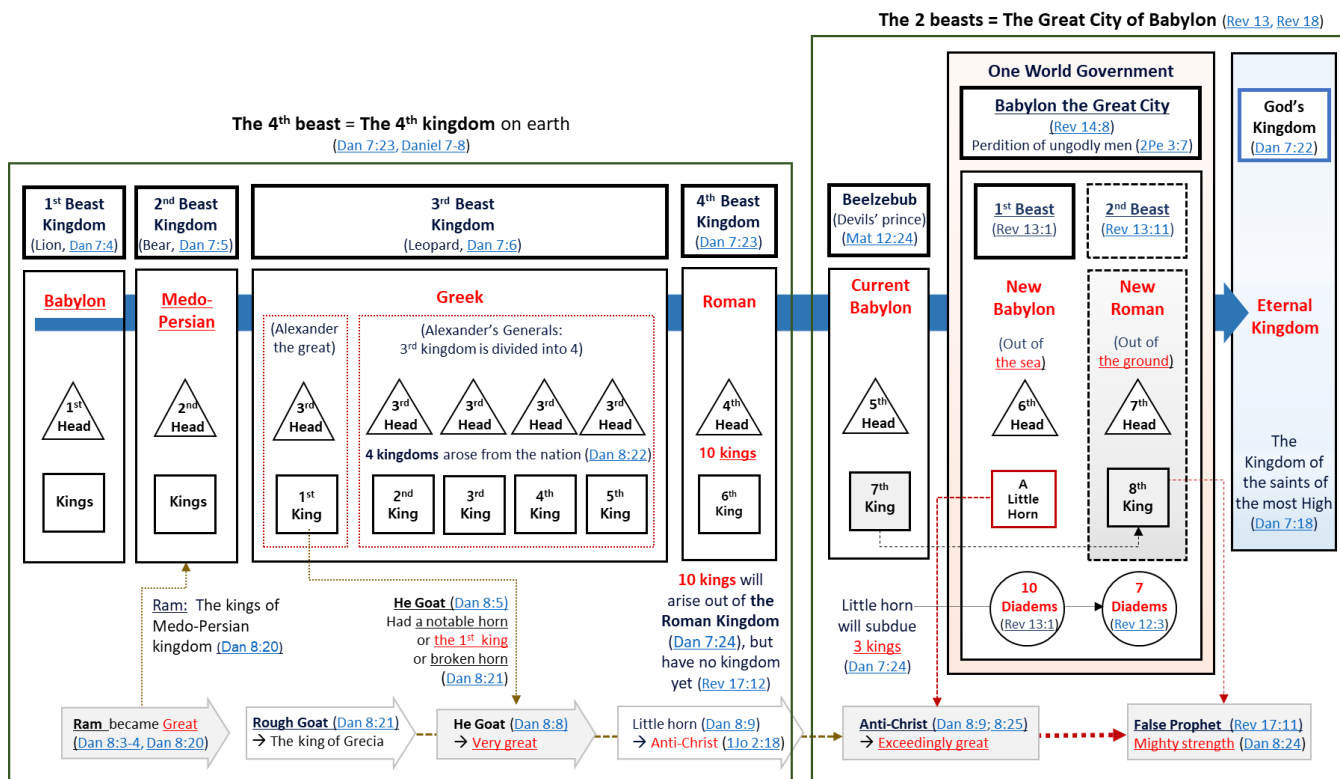 The 2 beasts = The Great City of Babylon (Rev 13, Rev 18)
The 4th beast = The 4th kingdom on earth
(Dan 7:23, Daniel 7-8)
1st Beast
Kingdom
(Lion, Dan 7:4)
2nd Beast
Kingdom
(Bear, Dan 7:5)
3rd Beast
Kingdom
(Leopard, Dan 7:6)
4th Beast
Kingdom
(Dan 7:23)
Beelzebub
(Devils' prince)
(Mat 12:24)
One World Government
Babylon the Great City
(Rev 14:8)
Perdition of ungodly men (2Pe 3:7)
1st Beast
(Rev 13:1)
2nd Beast
(Rev 13:11)
God's
Kingdom
(Dan 7:22)
Babylon
1st
Head
Kings
Medo-
Persian
2nd
Head
Kings
Greek
(Alexander
the great)
3rd
Head
1st
King
(Alexander's Generals:
3rd kingdom is divided into 4)
3rd
Head
3rd
Head
3rd
Head
3rd
Head
4 kingdoms arose from the nation (Dan 8:22)
2nd
King
3rd
King
4th
King
5th
King
Roman
4th
Head
10 kings
6th
King
Current
Babylon
5th
Head
7th
King
New
Babylon
(Out of
the sea)
6th
Head
A
Little
Horn
10
Diadems
(Rev 13:1)
New
Roman
(Out of
the ground)
7th
Head
8th
King
7
Diadems
(Rev 12:3)
Eternal
Kingdom
The
Kingdom of
the saints of
the most High
(Dan 7:18)
Ram: The kings of
Medo-Persian
kingdom (Dan 8:20)
He Goat (Dan 8:5)
Had a notable horn
or the 1st king
or broken horn
(Dan 8:21)
10 kings will
arise out of the
Roman Kingdom
(Dan 7:24), but
have no kingdom
yet (Rev 17:12)
Little horn
will subdue
3 kings
(Dan 7:24)
Ram became Great
(Dan 8:3-4, Dan 8:20)
Rough Goat (Dan 8:21)
→ The king of Grecia
He Goat (Dan 8:8)
→ Very great
Little horn (Dan 8:9)
→ Anti-Christ (1Jo 2:18)
Anti-Christ (Dan 8:9; 8:25)
→ Exceedingly great
False Prophet (Rev 17:11)
Mighty strength (Dan 8:24)